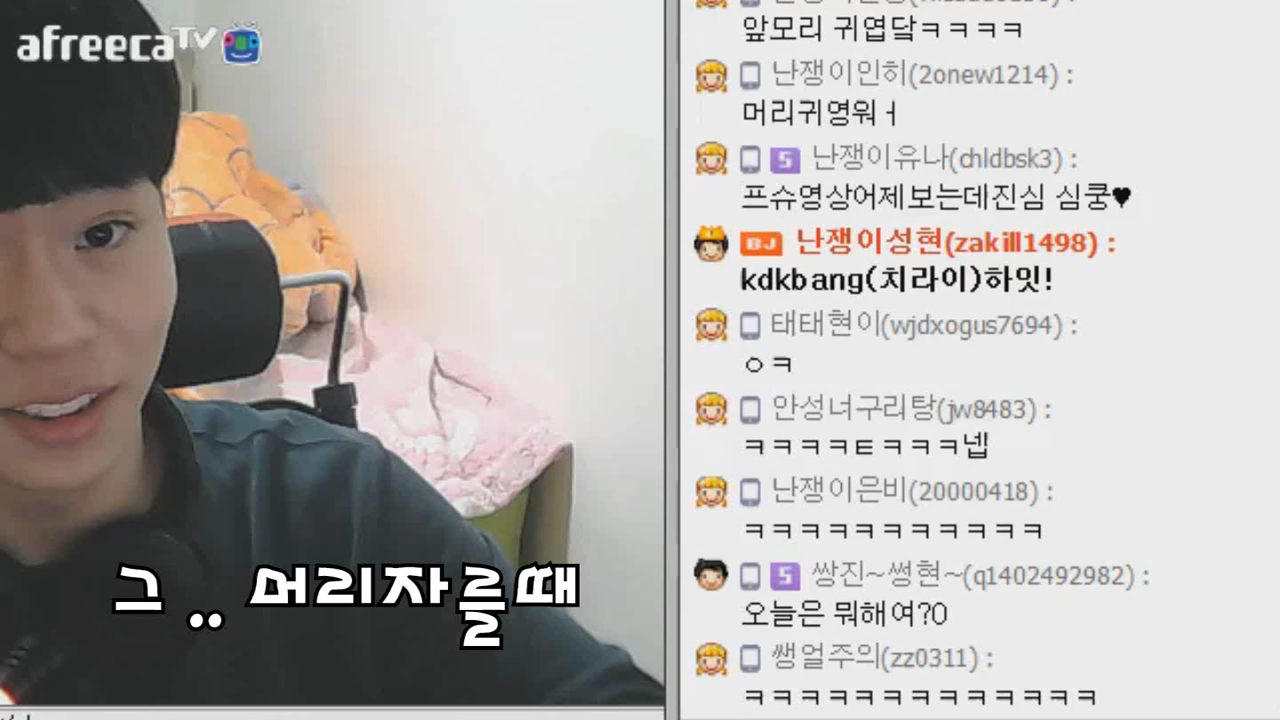 afreecaTV
그 .. 머리자를때
앞모리 귀엽닼ㅋㅋㅋㅋ
난쟁이인히(2onew1214) :
머리귀영워ㅓ
5 난쟁이유나(chldbsk3) :
프슈영상어제보는데진심 심쿵♥
BJ 난쟁이성현(zakill1498) :
kdkbang(치라이)하잇!
태태현이(wjdxogus7694) :
ㅇㅋ
안성너구리탕(jw8483) :
ㅋㅋㅋㅋㅌㅋㅋㅋ넵
난쟁이은비(20000418) :
ㅋㅋㅋㅋㅋㅋㅋㅋㅋㅋㅋ
5 쌍진~썽현~(q1402492982) :
오늘은 뭐해여?0
쌩얼주의(zz0311) :
ㅋㅋㅋㅋㅋㅋㅋㅋㅋㅋㅋㅋㅋ